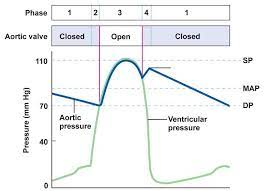 Phase 1 2 3 4 1
Aortic valve Closed Open Closed
110 SP
MAP
70 DP
Aortic pressure
Ventricular pressure
40
0
Pressure (mm Hg)